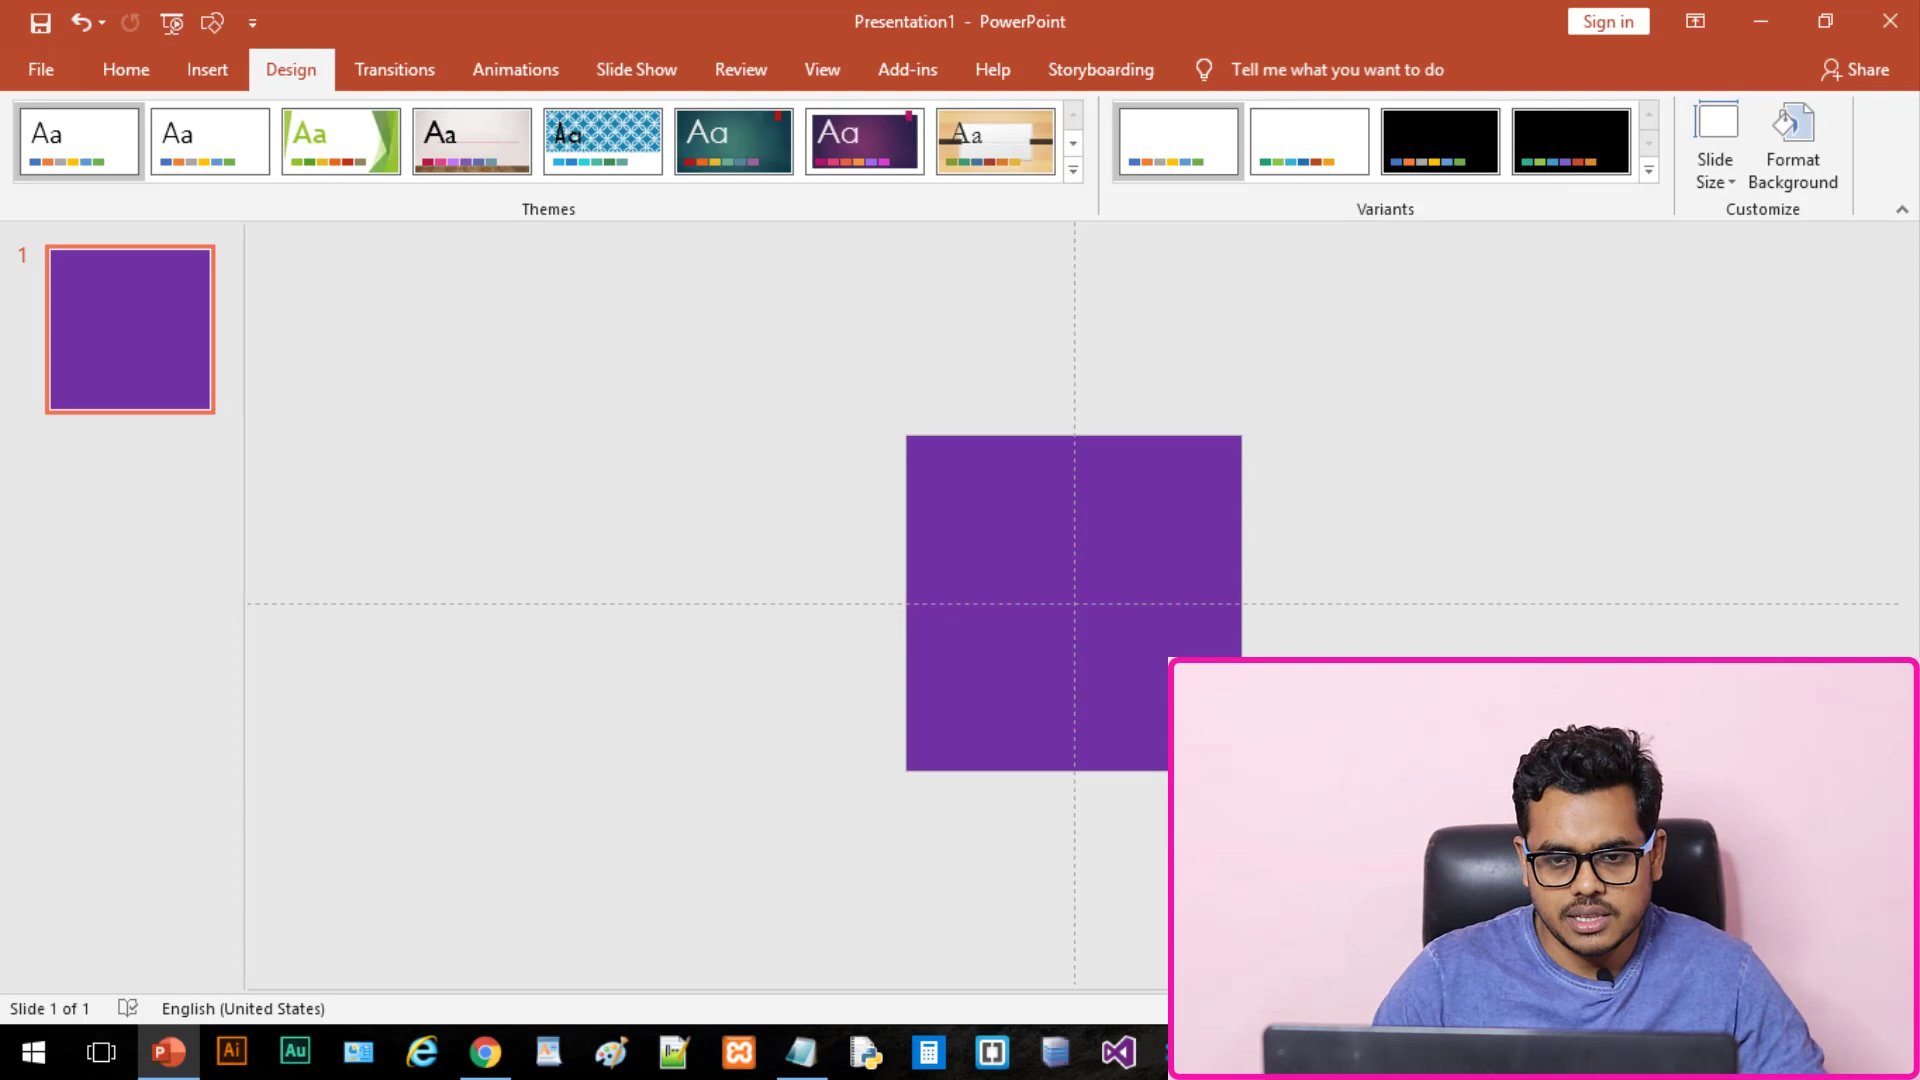 Presentation1 - PowerPoint
Sign in
File Home Insert Design Transitions Animations Slide Show Review View Add-ins Help Storyboarding Tell me what you want to do Share
Aa Aa Aa Aa Aa Aa Aa Aa
Slide Size
Format Background
Themes
Variants
Customize
1
Slide 1 of 1 English (United States)
Ai Au